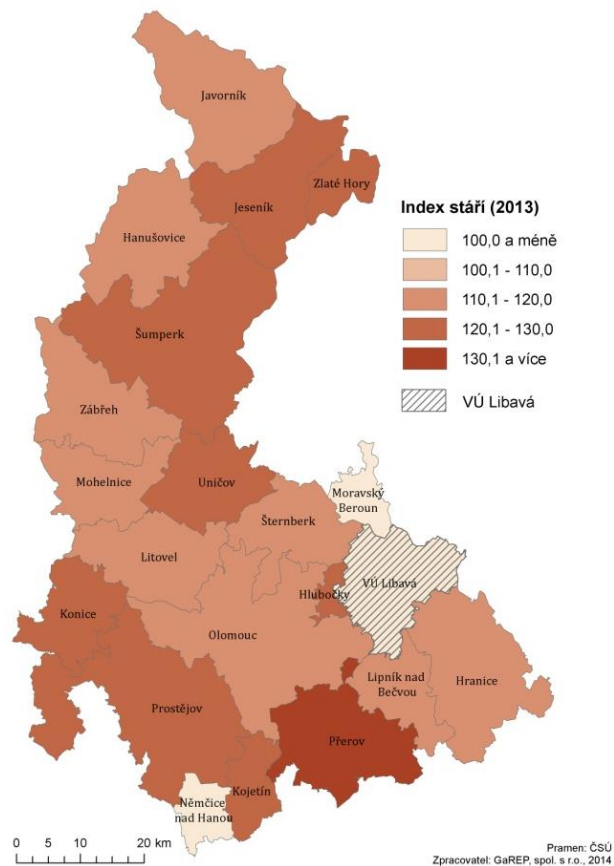 Javorník
Zlaté Hory
Jeseník
Hanušovice
Index stáří (2013)
100,0 a méně
100,1 - 110,0
110,1 - 120,0
120,1 - 130,0
130,1 a více
VÚ Libavá
Šumperk
Zábřeh
Mohelnice
Uničov
Moravský
Beroun
Šternberk
Litovel
VÚ Libavá
Hlubočky
Konice
Olomouc
Lipník nad
Bečvou
Hranice
Prostějov
Přerov
Němčice
nad Hanou
Kojetín
0 5 10 20 km
Pramen: ČSÚ
Zpracovatel: GaREP, spol. s r.o., 2014